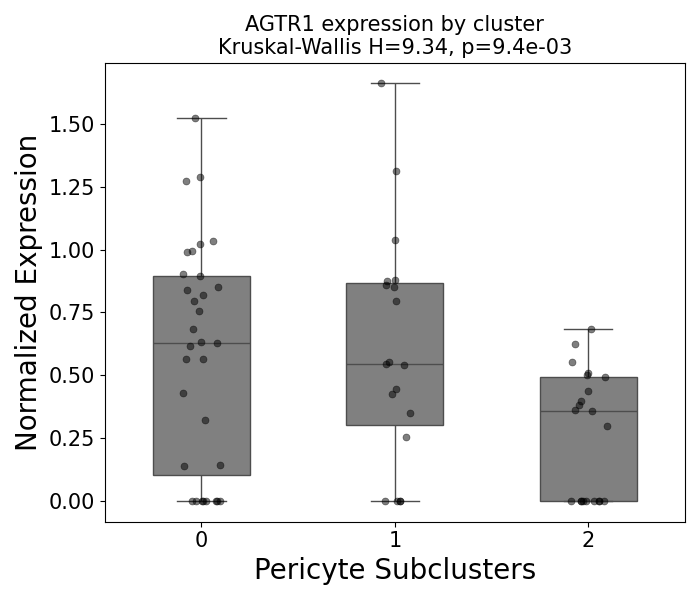 AGTR1 expression by cluster
Kruskal-Wallis H=9.34, p=9.4e-03
Normalized Expression
1.50
1.25
1.00
0.75
0.50
0.25
0.00
0
1
2
Pericyte Subclusters